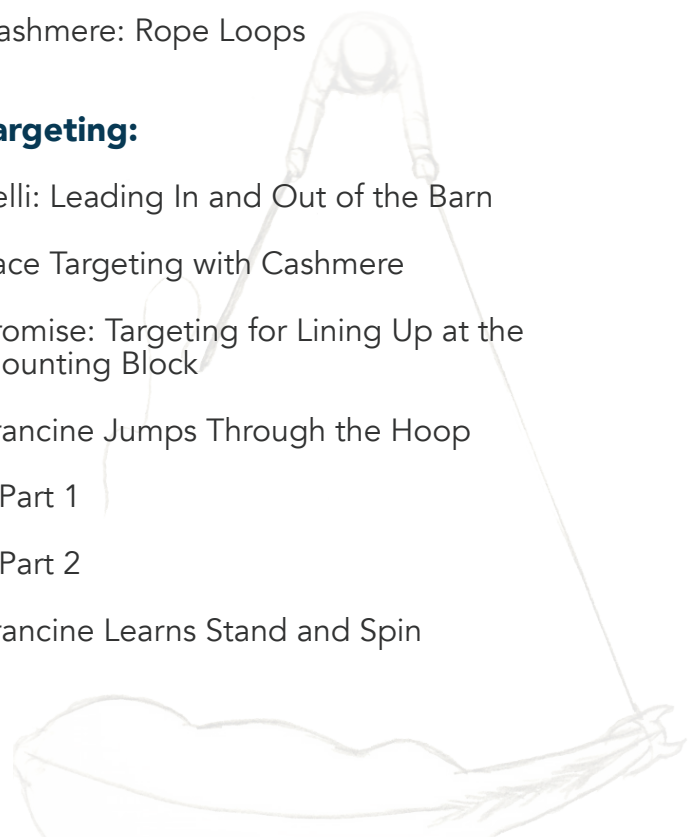 ashmere: Rope Loops
argeting:
elli: Leading In and Out of the Barn
ace Targeting with Cashmere
romise: Targeting for Lining Up at the
ounting Block
rancine Jumps Through the Hoop
Part 1
Part 2
rancine Learns Stand and Spin